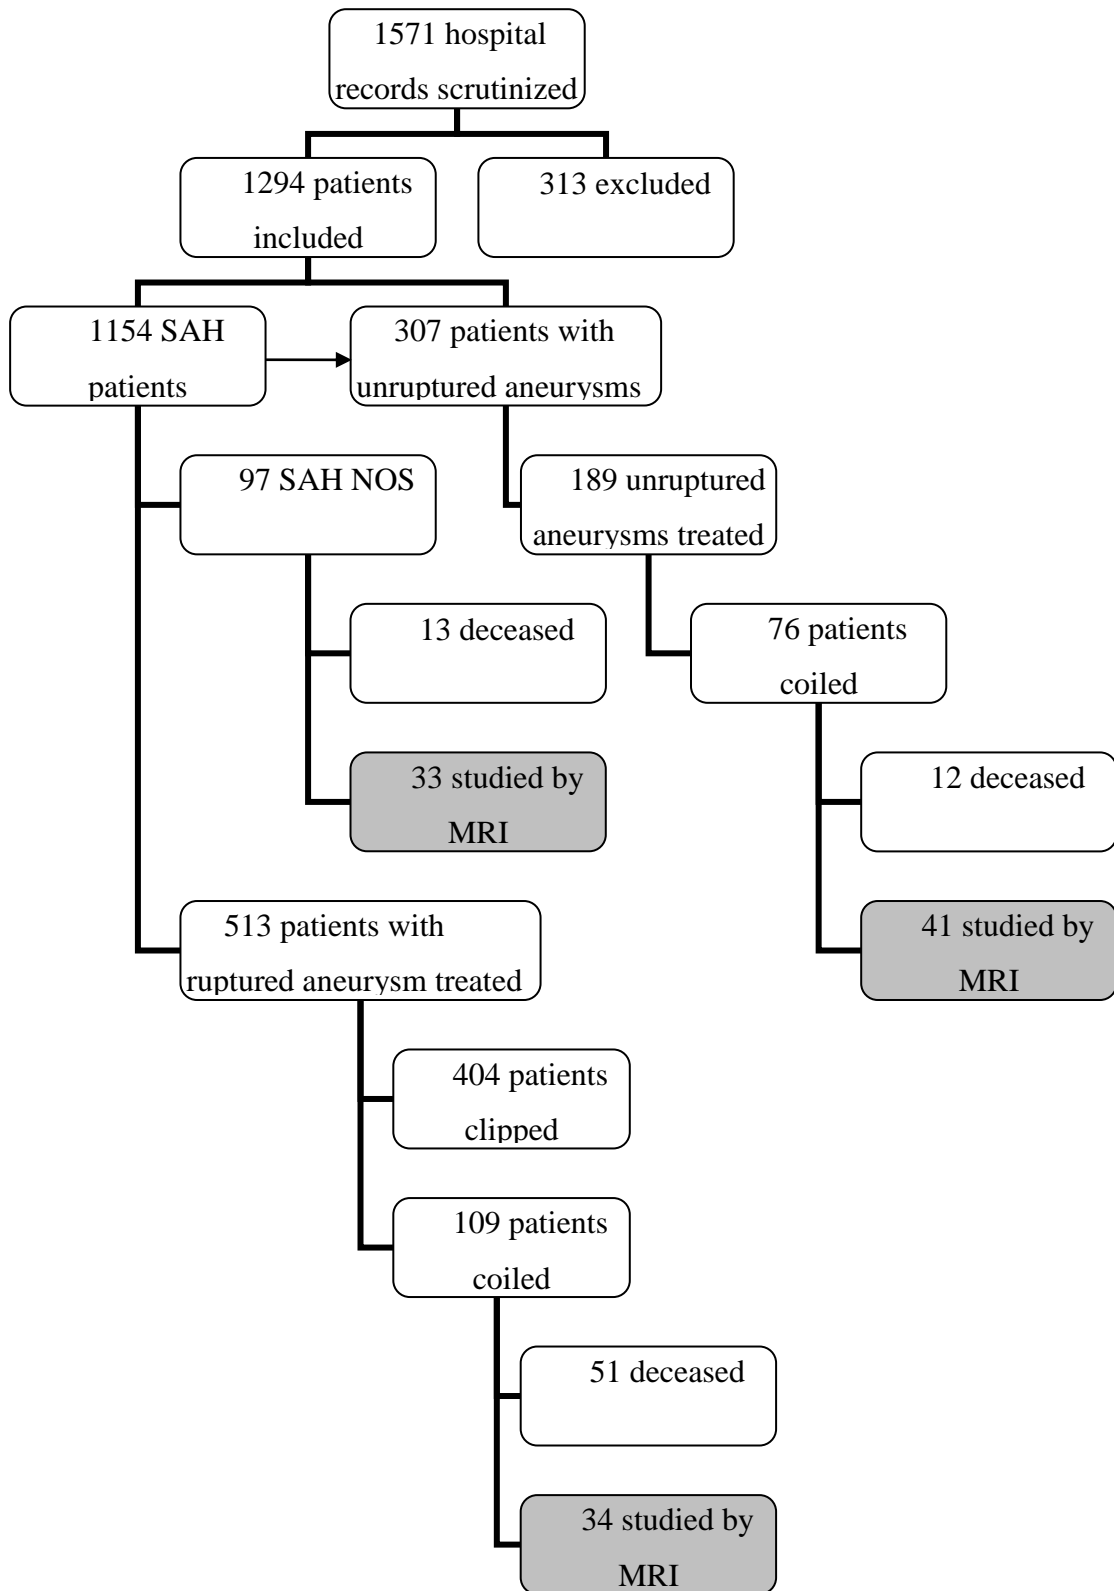 1571 hospital
records scrutinized
1294 patients
included
313 excluded
1154 SAH
patients
307 patients with
unruptured aneurysms
97 SAH NOS
189 unruptured
aneurysms treated
13 deceased
76 patients
coiled
33 studied by
MRI
12 deceased
513 patients with
ruptured aneurysm treated
41 studied by
MRI
404 patients
clipped
109 patients
coiled
51 deceased
34 studied by
MRI